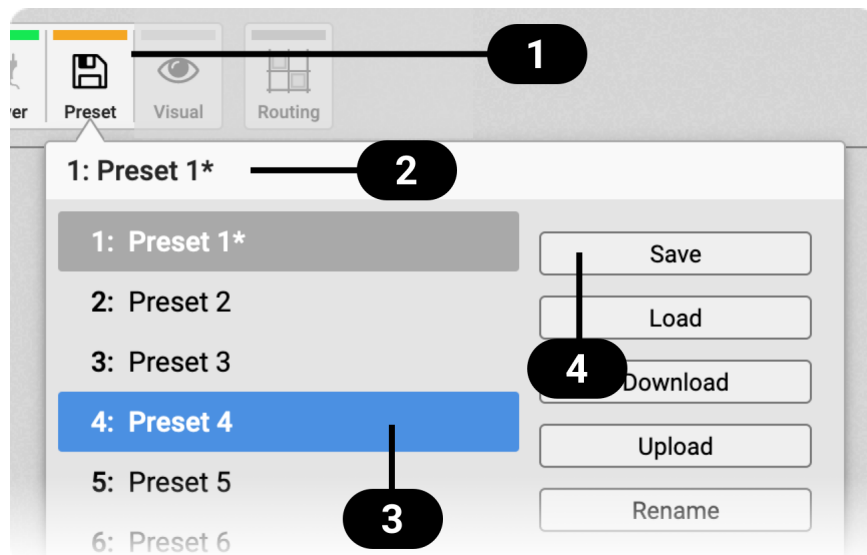 1
ver
Preset
Visual
Routing
1: Preset 1*
2
1: Preset 1*
2: Preset 2
3: Preset 3
4: Preset 4
5: Preset 5
6: Preset 6
Save
Load
4
Download
Upload
Rename
3